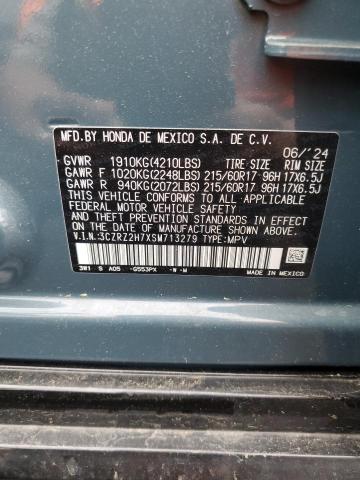 MFD.BY HONDA DE MEXICO S.A. DE C.V.
06/'24
GVWR 1910KG(4210LBS) TIRE SIZE RIM SIZE
GAWR F 1020KG(2248LBS) 215/60R17 96H 17X6.5J
GAWR R 940KG(2072LBS) 215/60R17 96H 17X6.5J
THIS VEHICLE CONFORMS TO ALL APPLICABLE
FEDERAL MOTOR VEHICLE SAFETY AND THEFT
PREVENTION STANDARDS IN EFFECT ON THE
DATE OF MANUFACTURE SHOWN ABOVE.
V.I.N.:3CZRZ2H7XSM713279 TYPE:MPV
3W1 S A05 -G553PX -N -M
MADE IN MEXICO